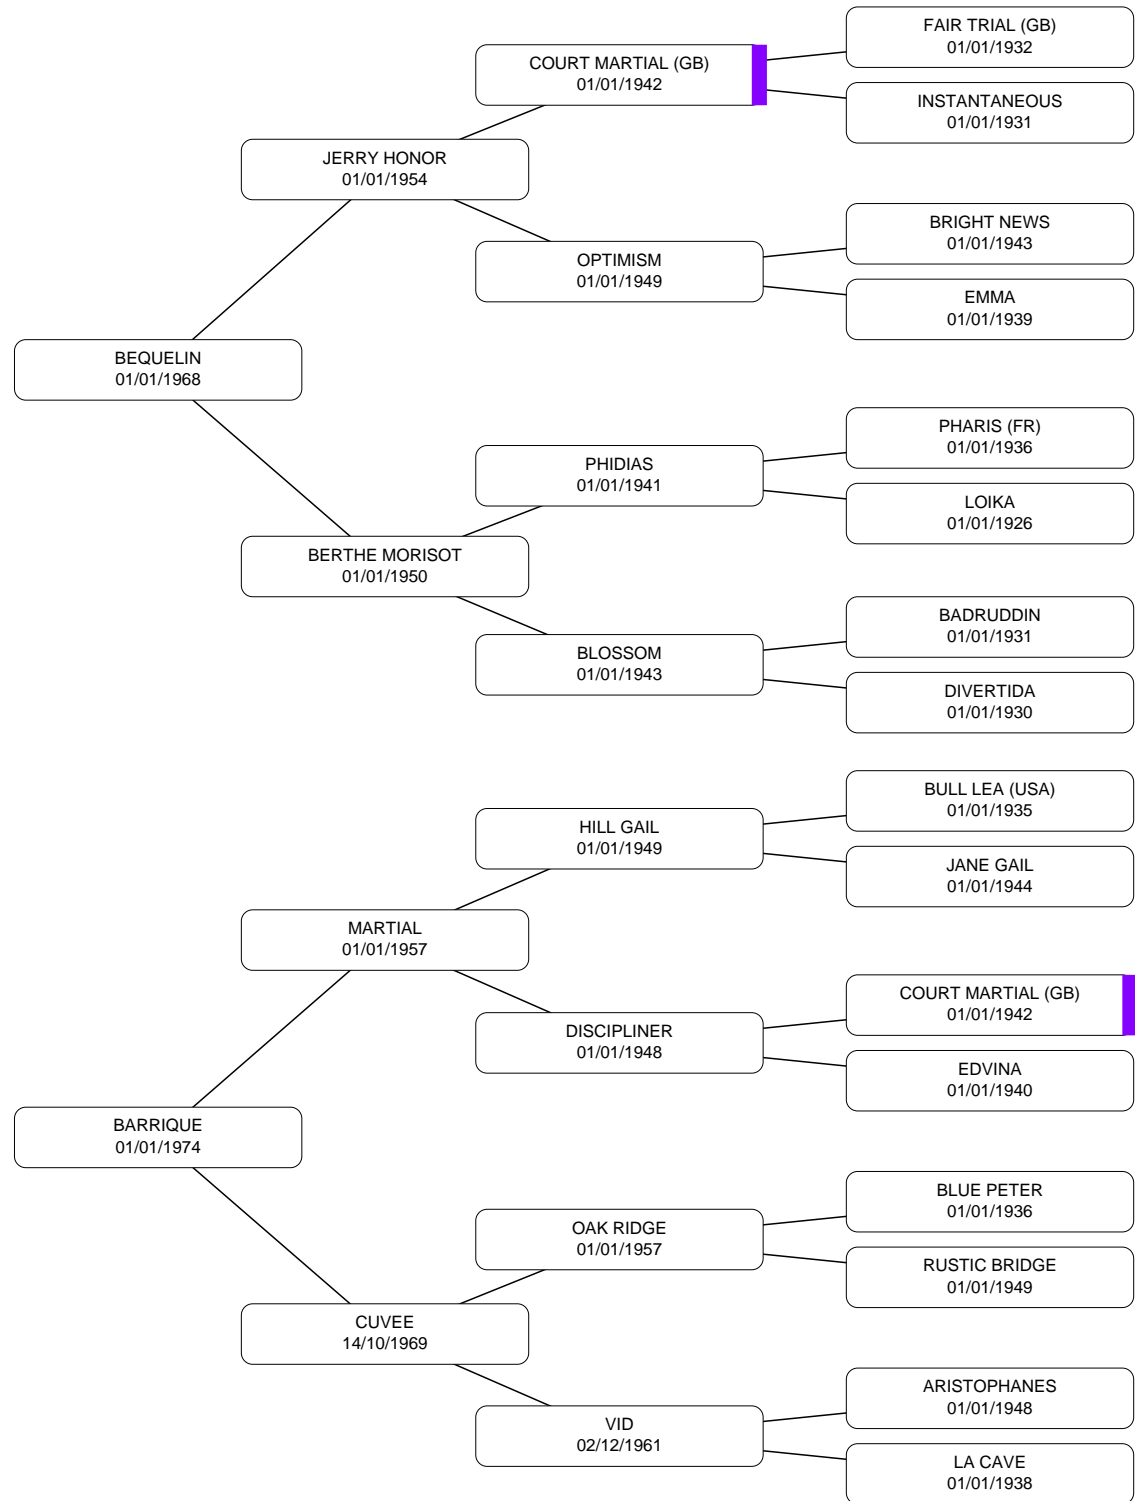 FAIR TRIAL (GB)
01/01/1932
COURT MARTIAL (GB)
01/01/1942
INSTANTANEOUS
01/01/1931
JERRY HONOR
01/01/1954
BRIGHT NEWS
01/01/1943
OPTIMISM
01/01/1949
EMMA
01/01/1939
BEQUELIN
01/01/1968
PHARIS (FR)
01/01/1936
PHIDIAS
01/01/1941
LOIKA
01/01/1926
BERTHE MORISOT
01/01/1950
BADRUDDIN
01/01/1931
BLOSSOM
01/01/1943
DIVERTIDA
01/01/1930
BULL LEA (USA)
01/01/1935
HILL GAIL
01/01/1949
JANE GAIL
01/01/1944
MARTIAL
01/01/1957
COURT MARTIAL (GB)
01/01/1942
DISCIPLINER
01/01/1948
EDVINA
01/01/1940
BARRIQUE
01/01/1974
BLUE PETER
01/01/1936
OAK RIDGE
01/01/1957
RUSTIC BRIDGE
01/01/1949
CUVEE
14/10/1969
ARISTOPHANES
01/01/1948
VID
02/12/1961
LA CAVE
01/01/1938